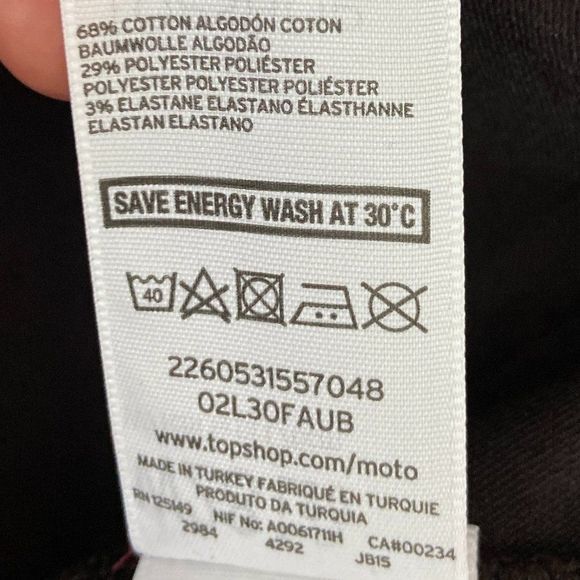 68% COTTON ALGODÓN COTON
BAUMWOLLE ALGODÃO
29% POLYESTER POLIÉSTER
POLYESTER POLYESTER POLIÉSTER
3% ELASTANE ELASTANO ÉLASTHANNE
ELASTAN ELASTANO
SAVE ENERGY WASH AT 30°C
40
2260531557048
02L30FAUB
www.topshop.com/moto
MADE IN TURKEY FABRIQUÉ EN TURQUIE
PRODUTO DA TURQUIA
RN 125149 NIF No: A0061711H CA#00234
2984 4292 JB15